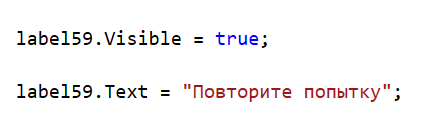 label59.Visible = true;
label59.Text = "Повторите попытку";